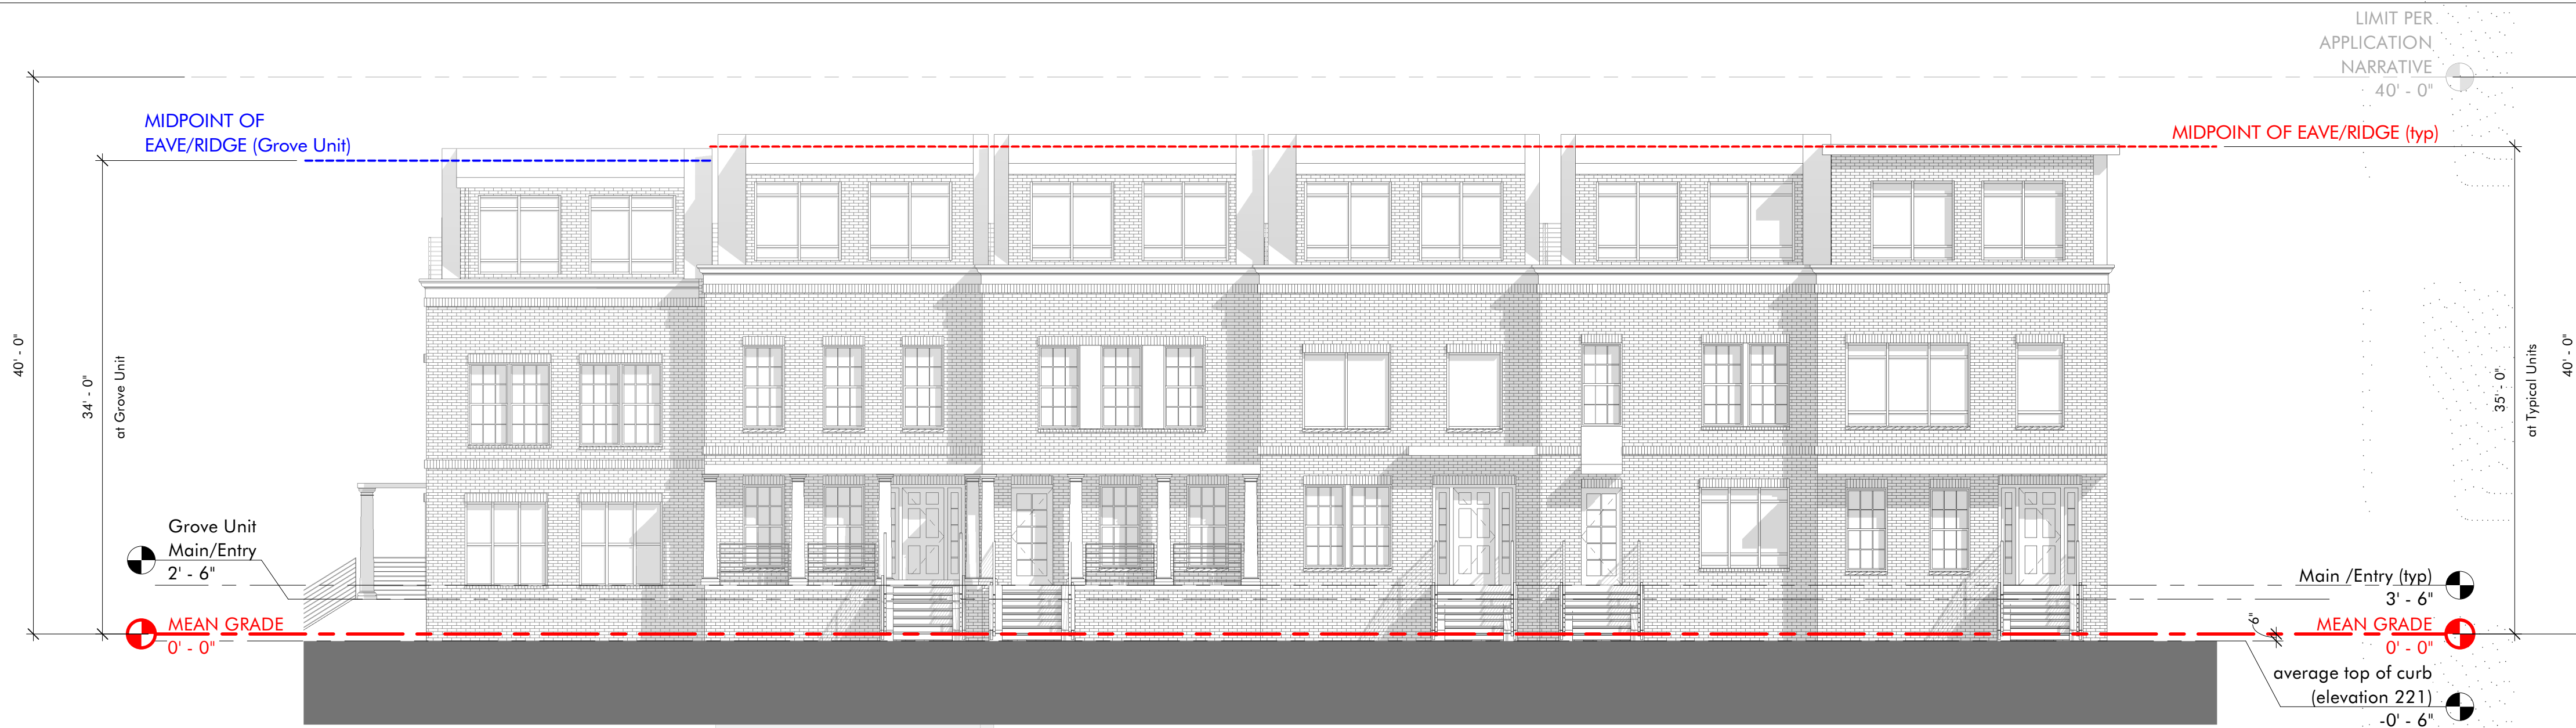 LIMIT PER
APPLICATION
NARRATIVE
40' - 0"
MIDPOINT OF
EAVE/RIDGE (Grove Unit)
MIDPOINT OF EAVE/RIDGE (typ)
40' - 0"
34' - 0"
at Grove Unit
35' - 0"
at Typical Units
40' - 0"
Grove Unit
Main/Entry
2' - 6"
MEAN GRADE
0' - 0"
Main /Entry (typ)
3' - 6"
6"
MEAN GRADE
0' - 0"
average top of curb
(elevation 221)
-0' - 6"